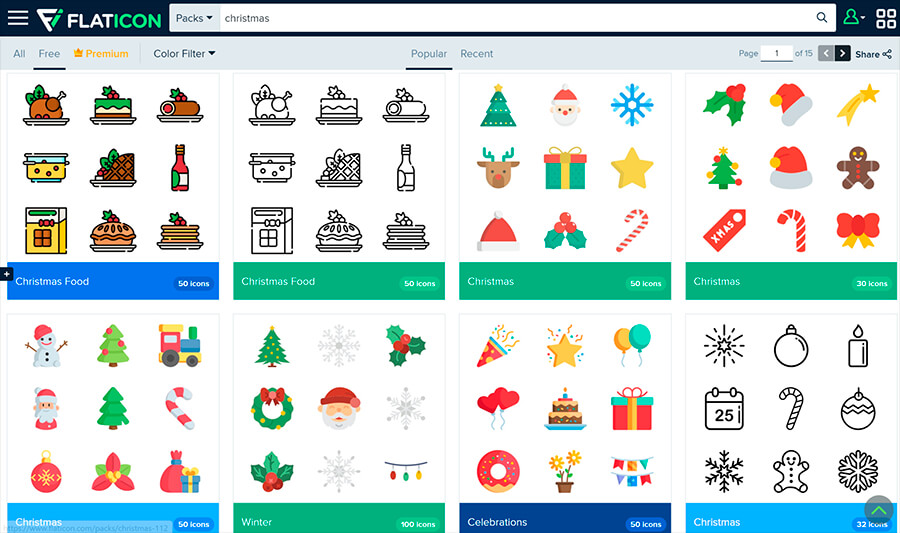 FLATICON
Packs
christmas
All
Free
Premium
Color Filter
Popular
Recent
Page 1 of 15
Share
Christmas Food
50 icons
Christmas Food
50 icons
Christmas
50 icons
XMAS
Christmas
30 icons
25
Christmas
50 icons
Winter
100 icons
Celebrations
50 icons
Christmas
32 icons
https://www.flaticon.com/packs/christmas-112